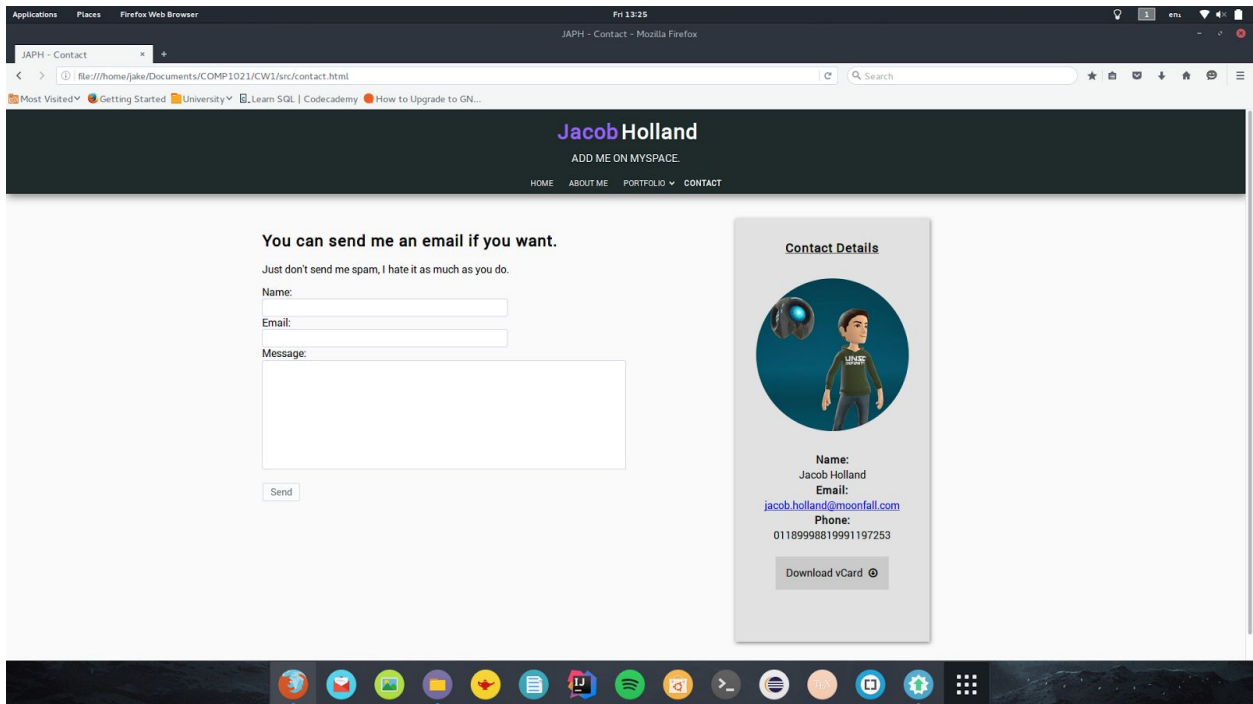 Applications Places Firefox Web Browser Fri 13:25 1 en₁
JAPH - Contact - Mozilla Firefox
JAPH - Contact × +
file:///home/jake/Documents/COMP1021/CW1/src/contact.html Search
Most Visited Getting Started University Learn SQL | Codecademy How to Upgrade to GN...
Jacob Holland
ADD ME ON MYSPACE.
HOME ABOUT ME PORTFOLIO CONTACT
You can send me an email if you want.
Just don't send me spam, I hate it as much as you do.
Name:
Email:
Message:
Send
Contact Details
UNSC
Name:
Jacob Holland
Email:
jacob.holland@moonfall.com
Phone:
01189998819991197253
Download vCard
IJ